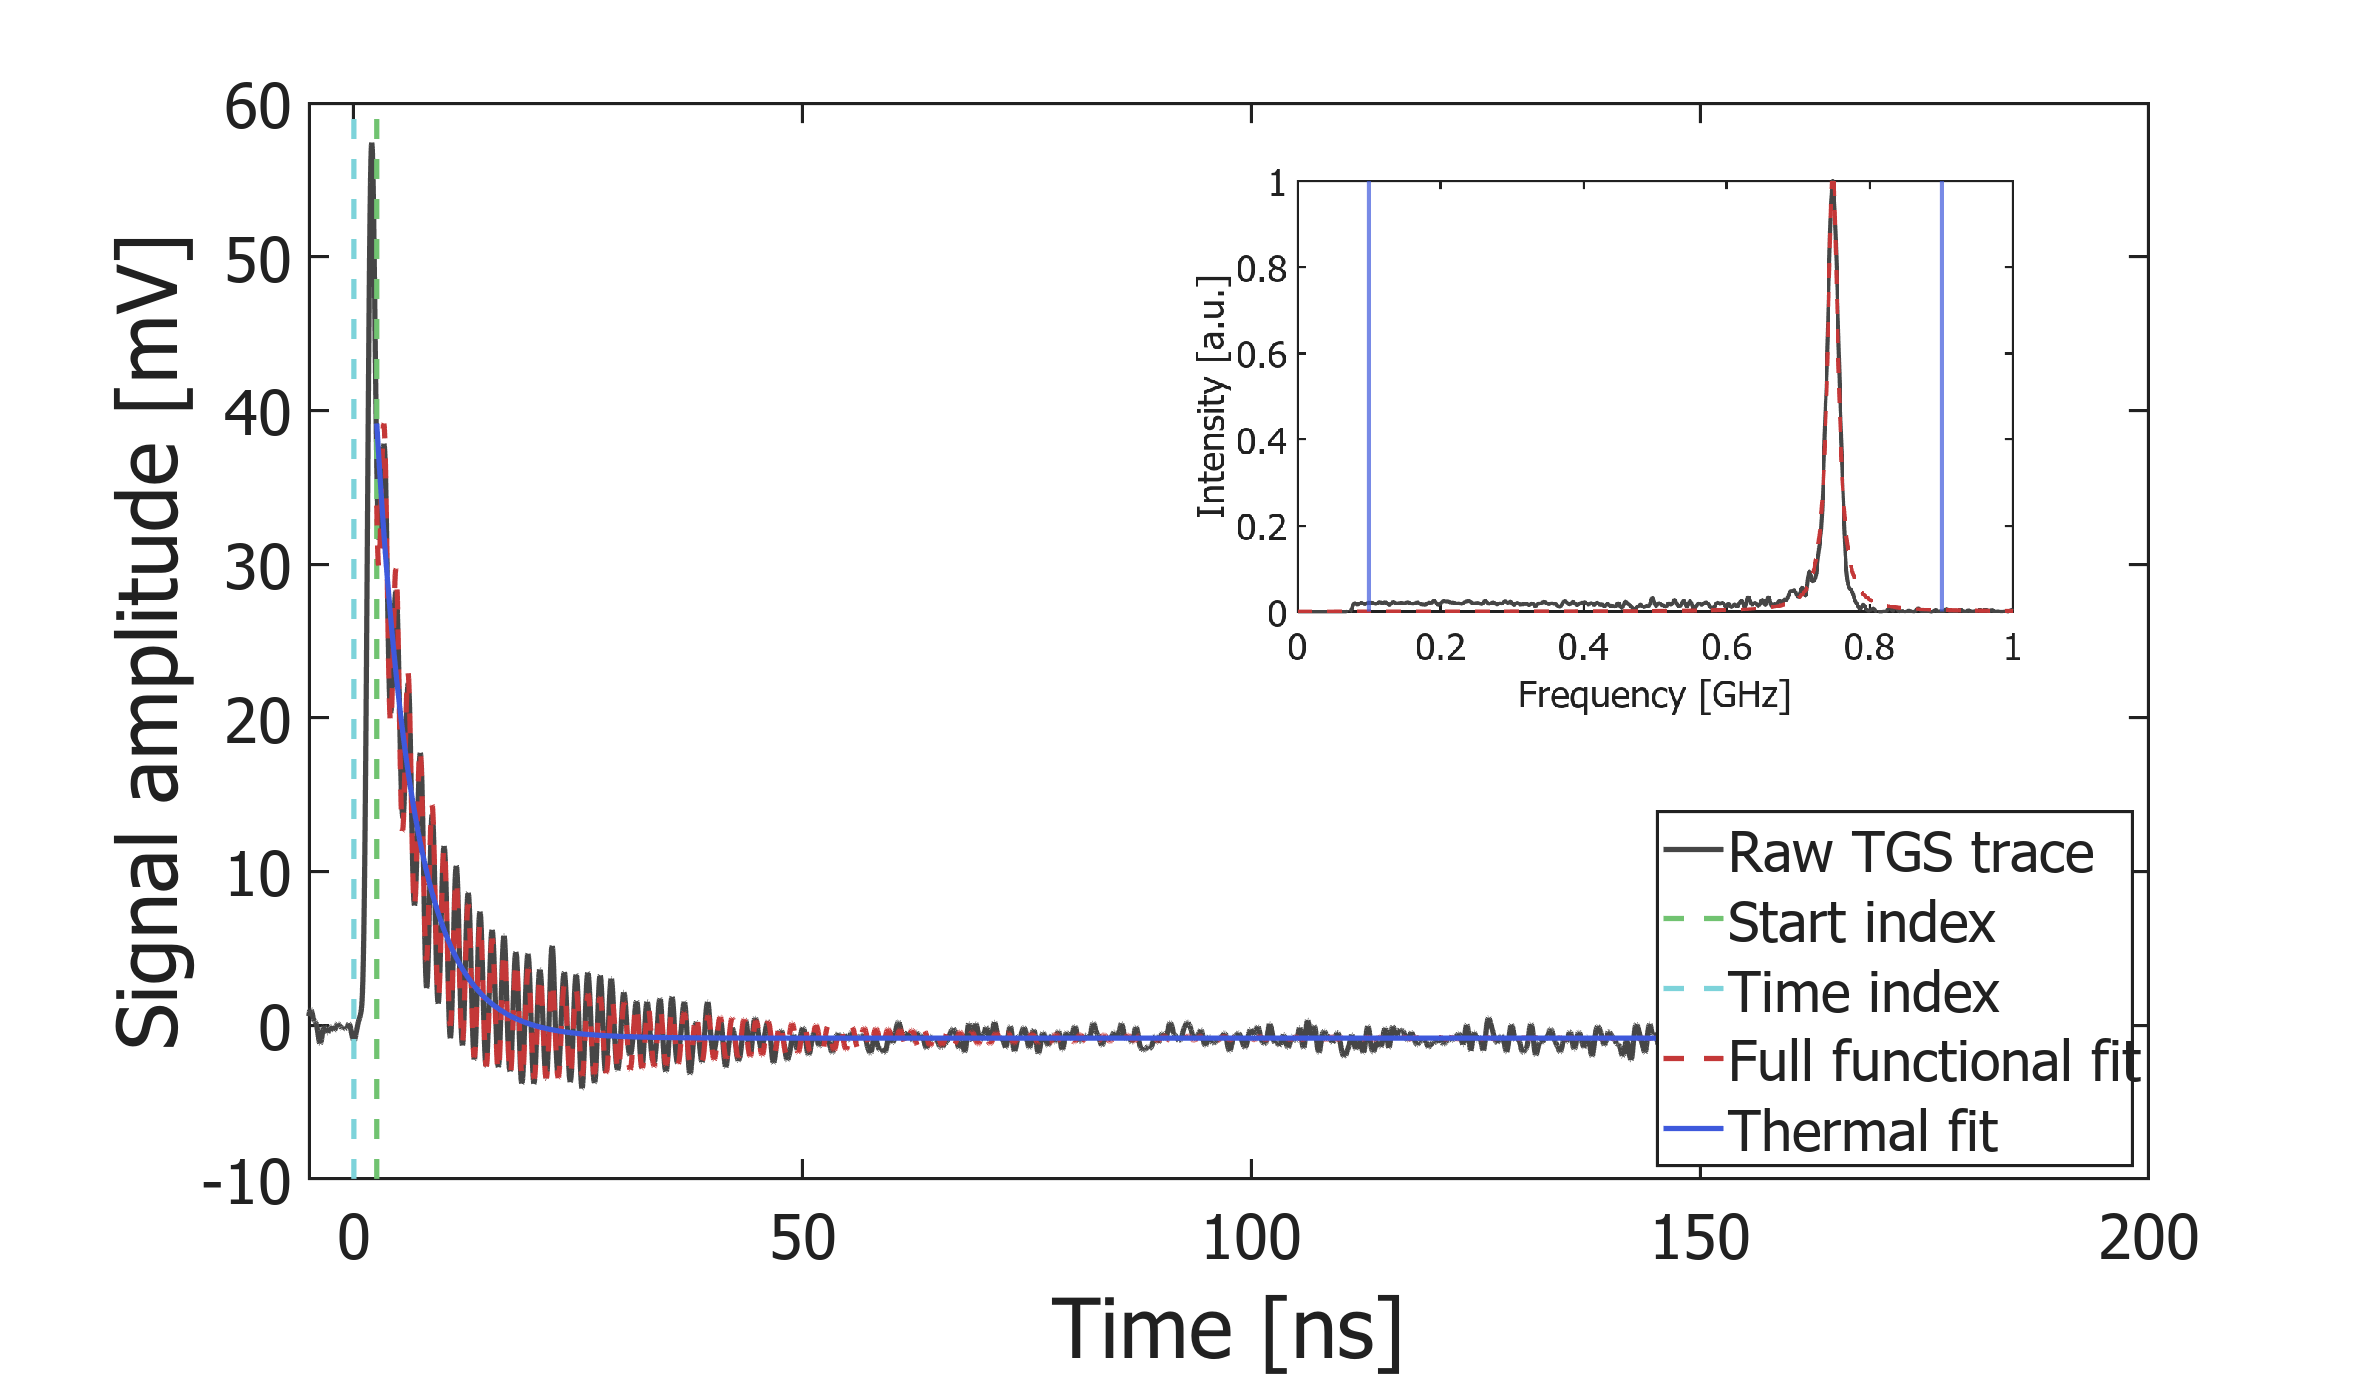 Signal amplitude [mV]
60
50
40
30
20
10
0
-10
0
50
100
150
200
Time [ns]
Intensity [a.u.]
1
0.8
0.6
0.4
0.2
0
0
0.2
0.4
0.6
0.8
1
Frequency [GHz]
Raw TGS trace
Start index
Time index
Full functional fit
Thermal fit